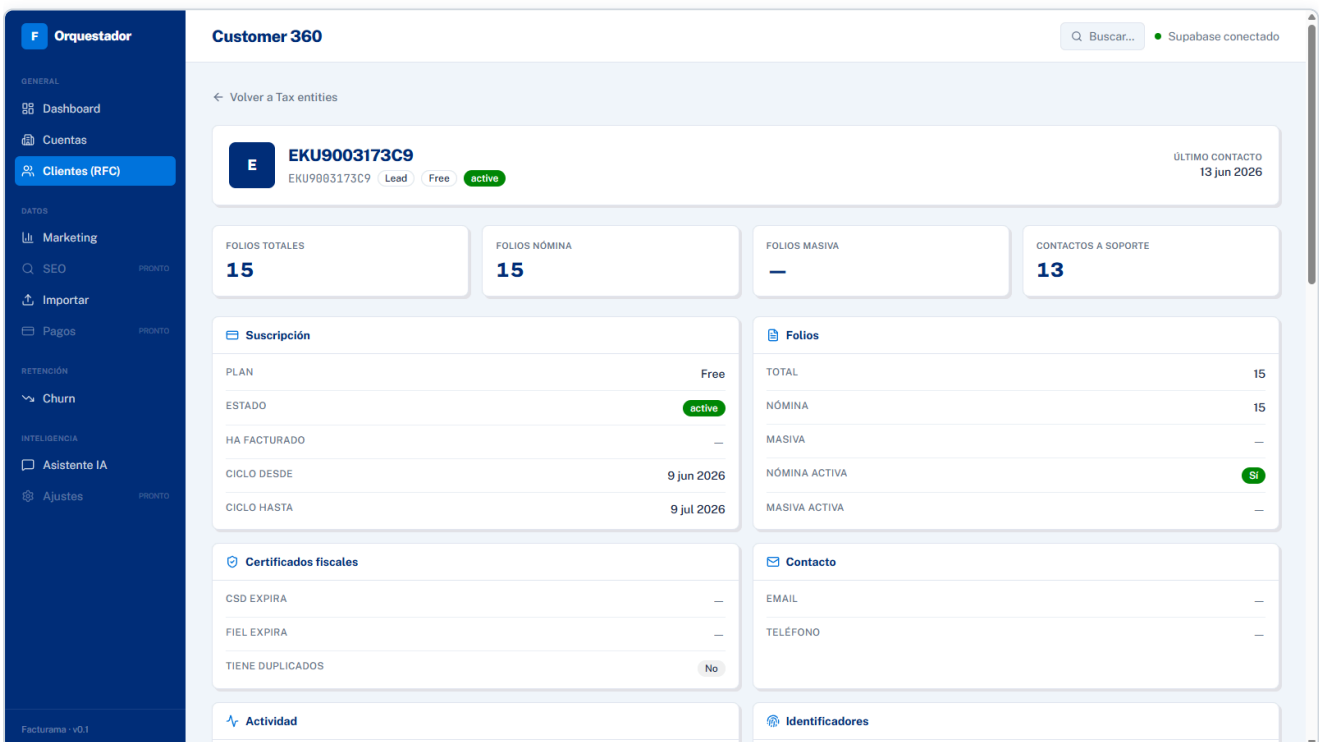 F Orquestador
GENERAL
Dashboard
Cuentas
Clientes (RFC)
DATOS
Marketing
SEO PRONTO
Importar
Pagos PRONTO
RETENCIÓN
Churn
INTELIGENCIA
Asistente IA
Ajustes PRONTO
Facturama · v0.1
Customer 360
Buscar...
Supabase conectado
← Volver a Tax entities
E
EKU9003173C9
EKU9003173C9 Lead Free active
ÚLTIMO CONTACTO
13 jun 2026
FOLIOS TOTALES
15
FOLIOS NÓMINA
15
FOLIOS MASIVA
—
CONTACTOS A SOPORTE
13
Suscripción
PLAN Free
ESTADO active
HA FACTURADO —
CICLO DESDE 9 jun 2026
CICLO HASTA 9 jul 2026
Folios
TOTAL 15
NÓMINA 15
MASIVA —
NÓMINA ACTIVA Sí
MASIVA ACTIVA —
Certificados fiscales
CSD EXPIRA —
FIEL EXPIRA —
TIENE DUPLICADOS No
Contacto
EMAIL —
TELÉFONO —
Actividad
Identificadores